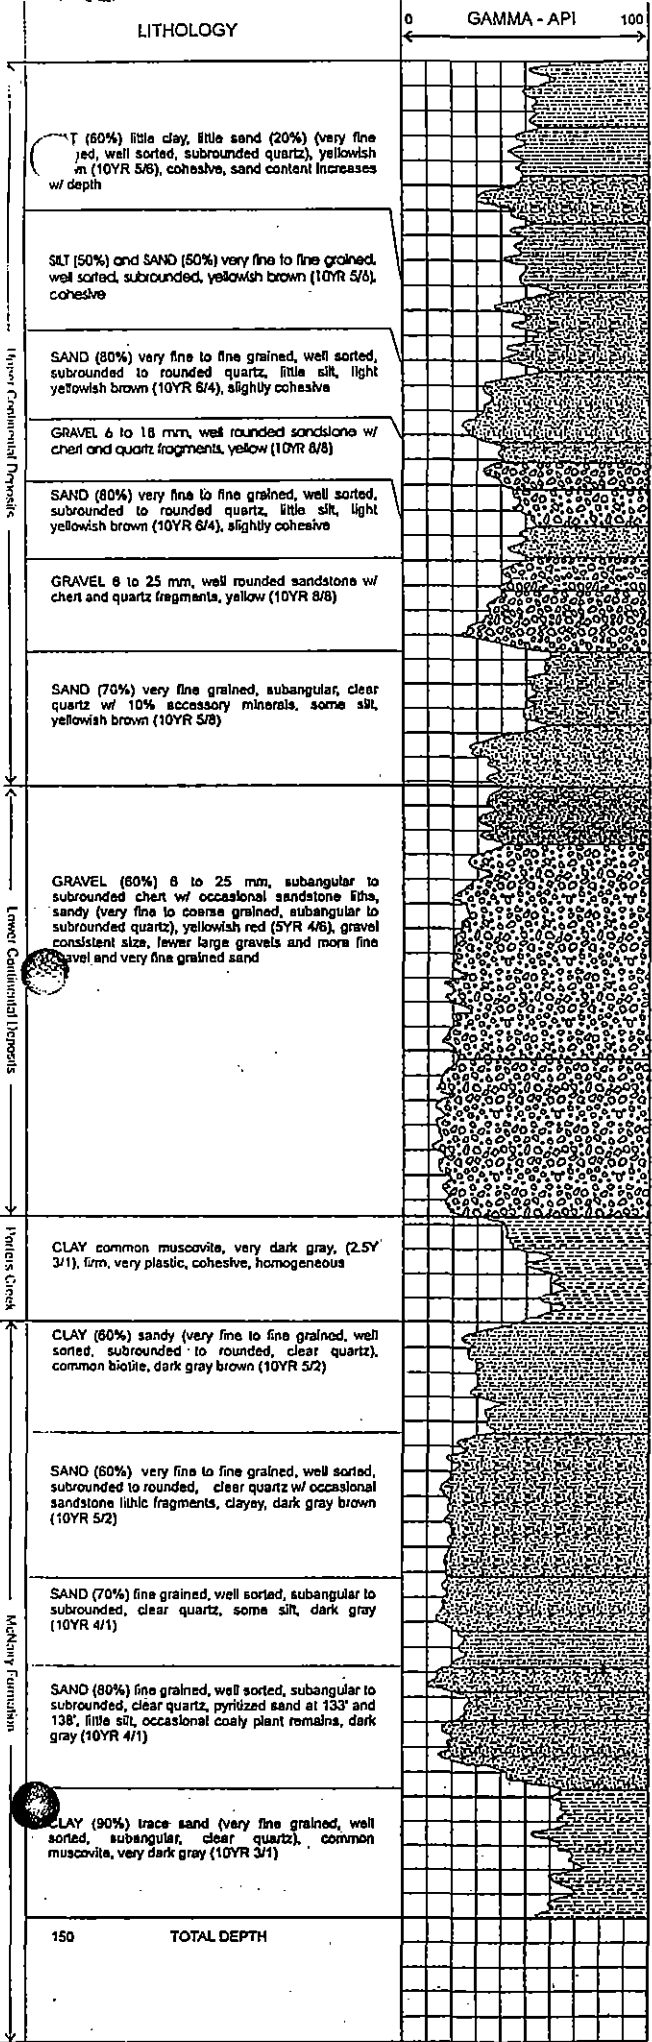 LITHOLOGY
0 GAMMA - API 100
(60%) little clay, little sand (20%) (very fine
well sorted, subrounded quartz), yellowish
(10YR 5/6), cohesive, sand content increases
w/ depth
SILT (50%) and SAND (50%) very fine to fine grained,
well sorted, subrounded, yellowish brown (10YR 5/6),
cohesive
SAND (80%) very fine to fine grained, well sorted,
subrounded to rounded quartz, little silt, light
yellowish brown (10YR 6/4), slightly cohesive
GRAVEL 6 to 18 mm, well rounded sandstone w/
chert and quartz fragments, yellow (10YR 8/8)
SAND (80%) very fine to fine grained, well sorted,
subrounded to rounded quartz, little silt, light
yellowish brown (10YR 6/4), slightly cohesive
GRAVEL 6 to 25 mm, well rounded sandstone w/
chert and quartz fragments, yellow (10YR 8/8)
SAND (70%) very fine grained, subangular, clear
quartz w/ 10% accessory minerals, some silt,
yellowish brown (10YR 5/8)
Upper Continental Deposits
GRAVEL (60%) 6 to 25 mm, subangular to
subrounded chert w/ occasional sandstone liths,
sandy (very fine to coarse grained, subangular to
subrounded quartz), yellowish red (5YR 4/6), gravel
consistent size, fewer large gravels and more fine
and very fine grained sand
Lower Continental Deposits
CLAY common muscovite, very dark gray, (2.5Y
3/1), firm, very plastic, cohesive, homogeneous
Porters Creek
CLAY (60%) sandy (very fine to fine grained, well
sorted, subrounded to rounded, clear quartz),
common biotite, dark gray brown (10YR 5/2)
SAND (60%) very fine to fine grained, well sorted,
subrounded to rounded, clear quartz w/ occasional
sandstone lithic fragments, clayey, dark gray brown
(10YR 5/2)
SAND (70%) fine grained, well sorted, subangular to
subrounded, clear quartz, some silt, dark gray
(10YR 4/1)
SAND (80%) fine grained, well sorted, subangular to
subrounded, clear quartz, pyritized sand at 133' and
138', little silt, occasional coaly plant remains, dark
gray (10YR 4/1)
CLAY (90%) trace sand (very fine grained, well
sorted, subangular, clear quartz), common
muscovite, very dark gray (10YR 3/1)
McNairy Formation
150 TOTAL DEPTH